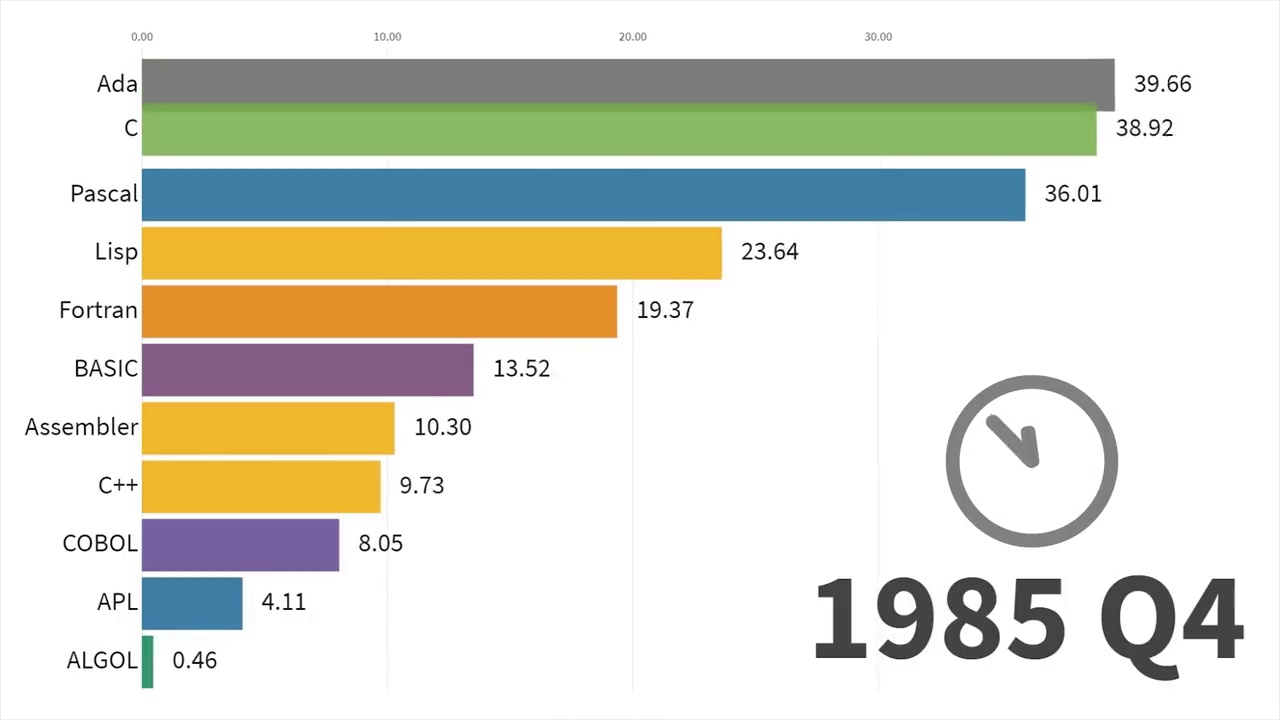 0.00 10.00 20.00 30.00
Ada 39.66
C 38.92
Pascal 36.01
Lisp 23.64
Fortran 19.37
BASIC 13.52
Assembler 10.30
C++ 9.73
COBOL 8.05
APL 4.11
ALGOL 0.46
1985 Q4